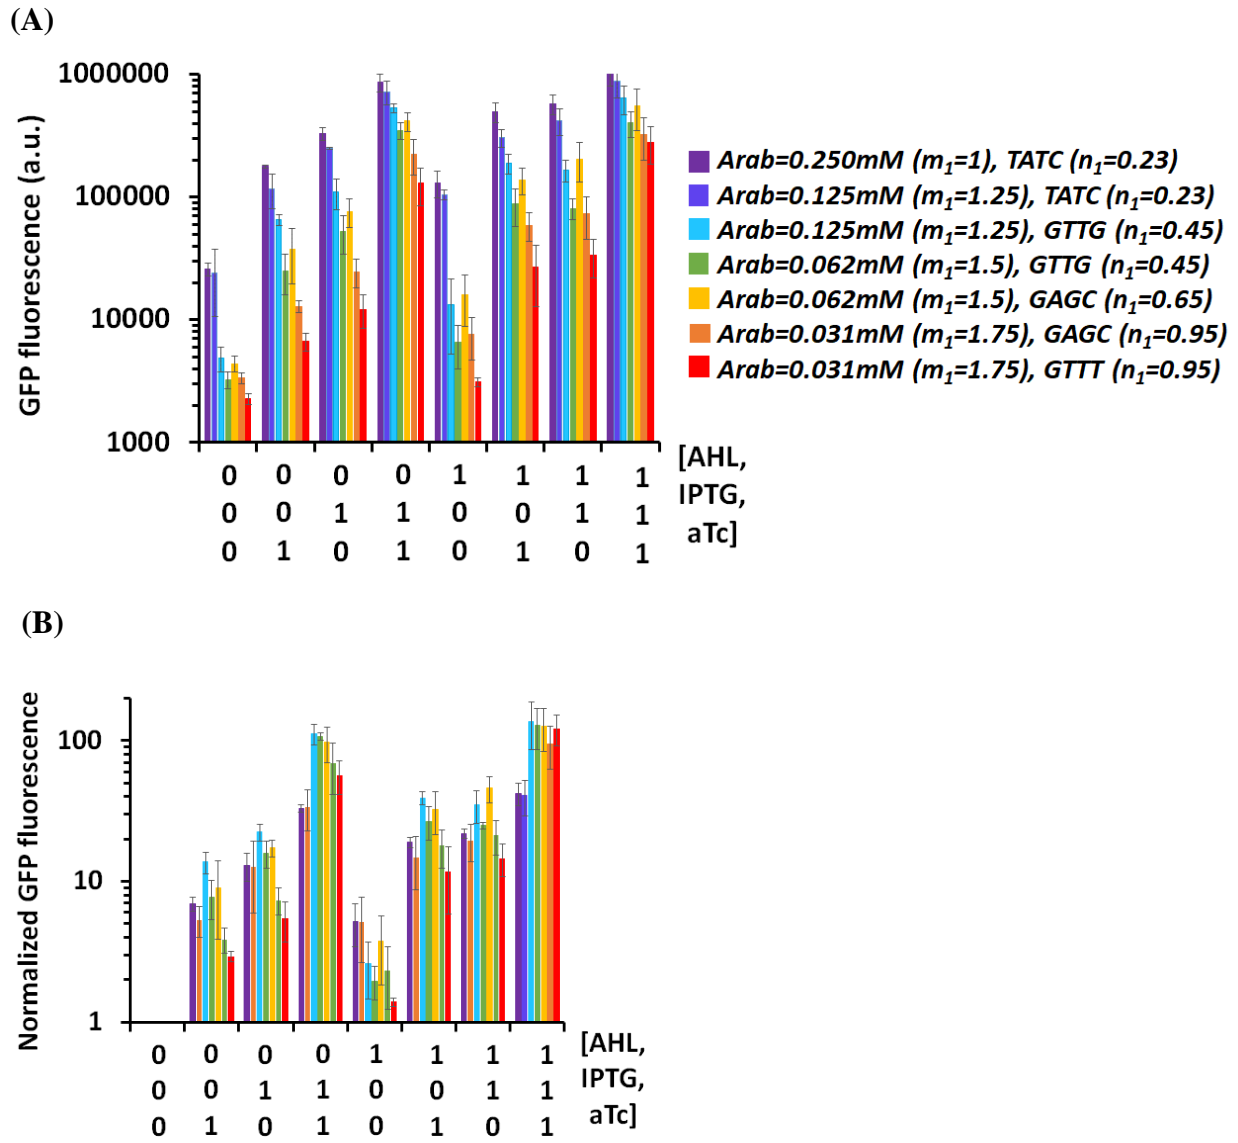 (A)
GFP fluorescence (a.u.)
1000000
100000
10000
1000
0 0 0 0 1 1 1 1
0 0 1 1 0 0 1 1
0 1 0 1 0 1 0 1
[AHL,
IPTG,
aTc]
Arab=0.250mM (m1=1), TATC (n1=0.23)
Arab=0.125mM (m1=1.25), TATC (n1=0.23)
Arab=0.125mM (m1=1.25), GTTG (n1=0.45)
Arab=0.062mM (m1=1.5), GTTG (n1=0.45)
Arab=0.062mM (m1=1.5), GAGC (n1=0.65)
Arab=0.031mM (m1=1.75), GAGC (n1=0.95)
Arab=0.031mM (m1=1.75), GTTT (n1=0.95)
(B)
Normalized GFP fluorescence
100
10
1
0 0 0 0 1 1 1 1
0 0 1 1 0 0 1 1
0 1 0 1 0 1 0 1
[AHL,
IPTG,
aTc]